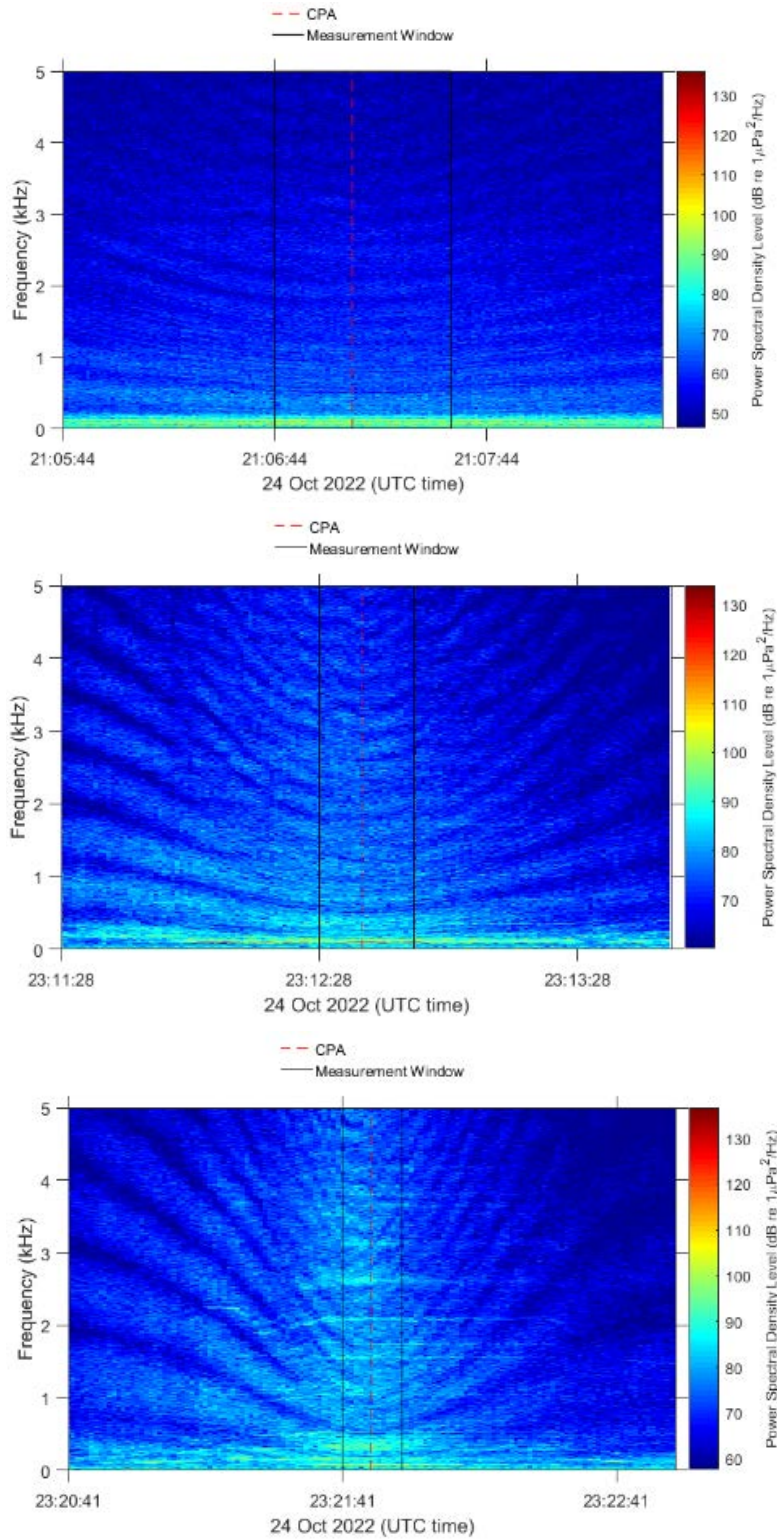 CPA
Measurement Window
5
4
3
2
1
0
Frequency (kHz)
21:05:44 21:06:44 21:07:44
24 Oct 2022 (UTC time)
130
120
110
100
90
80
70
60
50
Power Spectral Density Level (dB re 1μPa²/Hz)
CPA
Measurement Window
5
4
3
2
1
0
Frequency (kHz)
23:11:28 23:12:28 23:13:28
24 Oct 2022 (UTC time)
130
120
110
100
90
80
70
Power Spectral Density Level (dB re 1μPa²/Hz)
CPA
Measurement Window
5
4
3
2
1
0
Frequency (kHz)
23:20:41 23:21:41 23:22:41
24 Oct 2022 (UTC time)
130
120
110
100
90
80
70
60
Power Spectral Density Level (dB re 1μPa²/Hz)